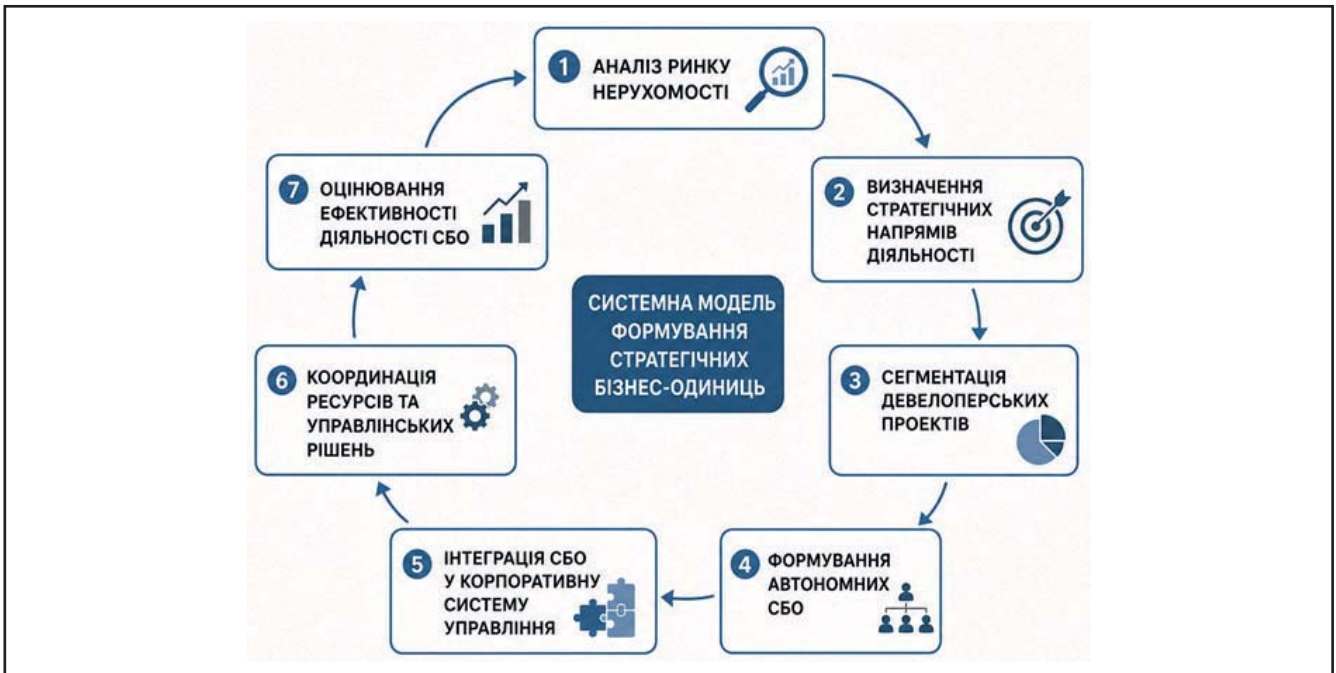 1 АНАЛІЗ РИНКУ
НЕРУХОМОСТІ
2 ВИЗНАЧЕННЯ
СТРАТЕГІЧНИХ
НАПРЯМІВ
ДІЯЛЬНОСТІ
3 СЕГМЕНТАЦІЯ
ДЕВЕЛОПЕРСЬКИХ
ПРОЕКТІВ
4 ФОРМУВАННЯ
АВТОНОМНИХ
СБО
5 ІНТЕГРАЦІЯ СБО
У КОРПОРАТИВНУ
СИСТЕМУ
УПРАВЛІННЯ
6 КООРДИНАЦІЯ
РЕСУРСІВ ТА
УПРАВЛІНСЬКИХ
РІШЕНЬ
7 ОЦІНЮВАННЯ
ЕФЕКТИВНОСТІ
ДІЯЛЬНОСТІ СБО
СИСТЕМНА МОДЕЛЬ
ФОРМУВАННЯ
СТРАТЕГІЧНИХ
БІЗНЕС-ОДИНИЦЬ